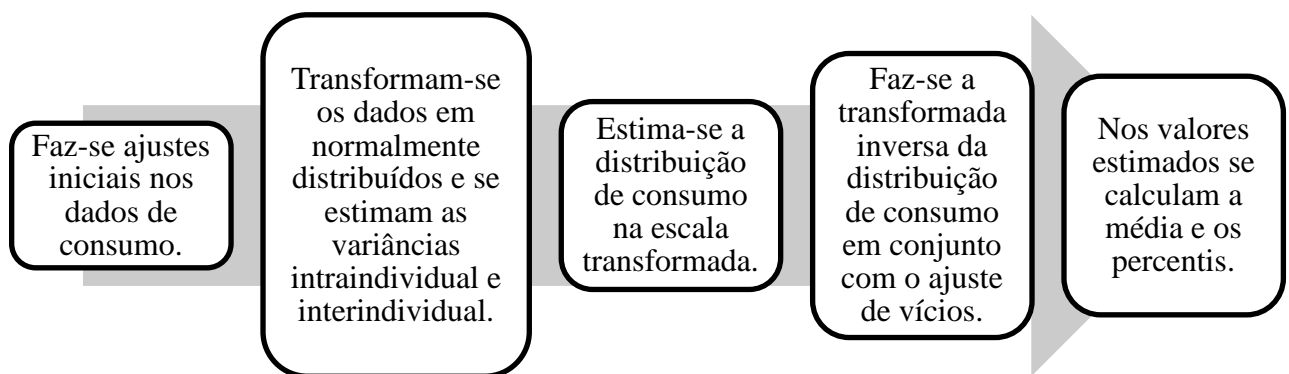 Faz-se ajustes
iniciais nos
dados de
consumo.
Transformam-se
os dados em
normalmente
distribuídos e se
estimam as
variâncias
intraindividual e
interindividual.
Estima-se a
distribuição
de consumo
na escala
transformada.
Faz-se a
transformada
inversa da
distribuição
de consumo
em conjunto
com o ajuste
de vícios.
Nos valores
estimados se
calculam a
média e os
percentis.